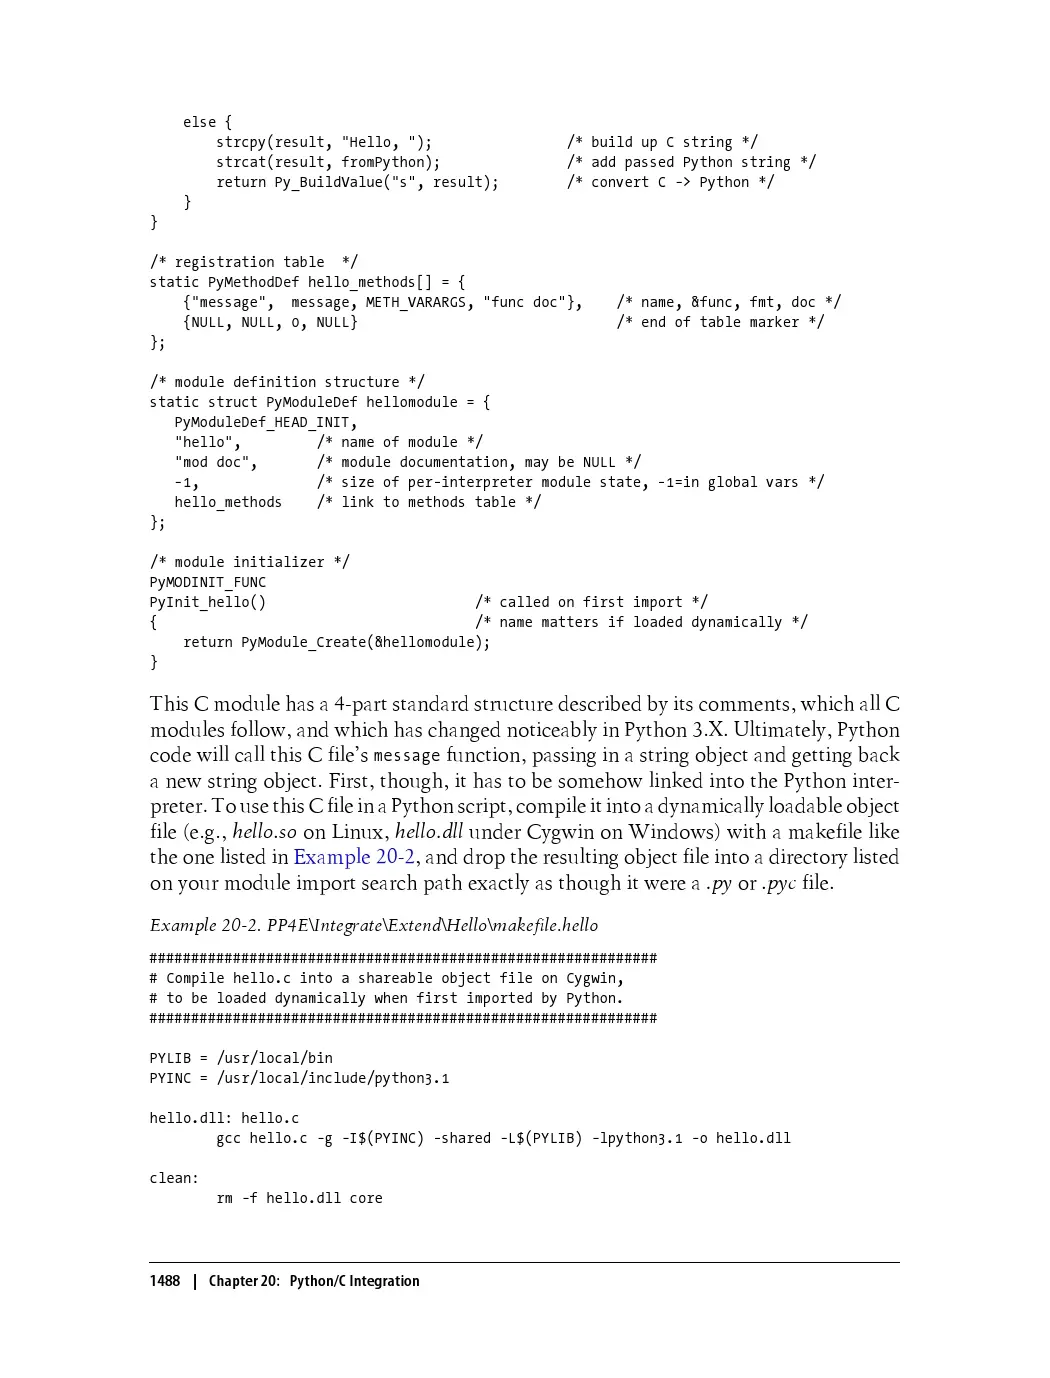 else {
        strcpy(result, "Hello, ");                /* build up C string */
        strcat(result, fromPython);               /* add passed Python string */
        return Py_BuildValue("s", result);        /* convert C -> Python */
    }
}
/* registration table  */
static PyMethodDef hello_methods[] = {
    {"message",  message, METH_VARARGS, "func doc"},    /* name, &func, fmt, doc */
    {NULL, NULL, 0, NULL}                               /* end of table marker */
};
/* module definition structure */
static struct PyModuleDef hellomodule = {
   PyModuleDef_HEAD_INIT,
   "hello",         /* name of module */
   "mod doc",       /* module documentation, may be NULL */
   -1,              /* size of per-interpreter module state, -1=in global vars */
   hello_methods    /* link to methods table */
};
/* module initializer */
PyMODINIT_FUNC
PyInit_hello()                         /* called on first import */
{                                      /* name matters if loaded dynamically */
    return PyModule_Create(&hellomodule);
}
This C module has a 4-part standard structure described by its comments, which all C
modules follow, and which has changed noticeably in Python 3.X. Ultimately, Python
code will call this C file's message function, passing in a string object and getting back
a new string object. First, though, it has to be somehow linked into the Python inter-
preter. To use this C file in a Python script, compile it into a dynamically loadable object
file (e.g., hello.so on Linux, hello.dll under Cygwin on Windows) with a makefile like
the one listed in Example 20-2, and drop the resulting object file into a directory listed
on your module import search path exactly as though it were a .py or .pyc file.
Example 20-2. PP4E\Integrate\Extend\Hello\makefile.hello
#############################################################
# Compile hello.c into a shareable object file on Cygwin,
# to be loaded dynamically when first imported by Python.
#############################################################
PYLIB = /usr/local/bin
PYINC = /usr/local/include/python3.1
hello.dll: hello.c
        gcc hello.c -g -I$(PYINC) -shared -L$(PYLIB) -lpython3.1 -o hello.dll
clean:
        rm -f hello.dll core
1488 | Chapter 20: Python/C Integration